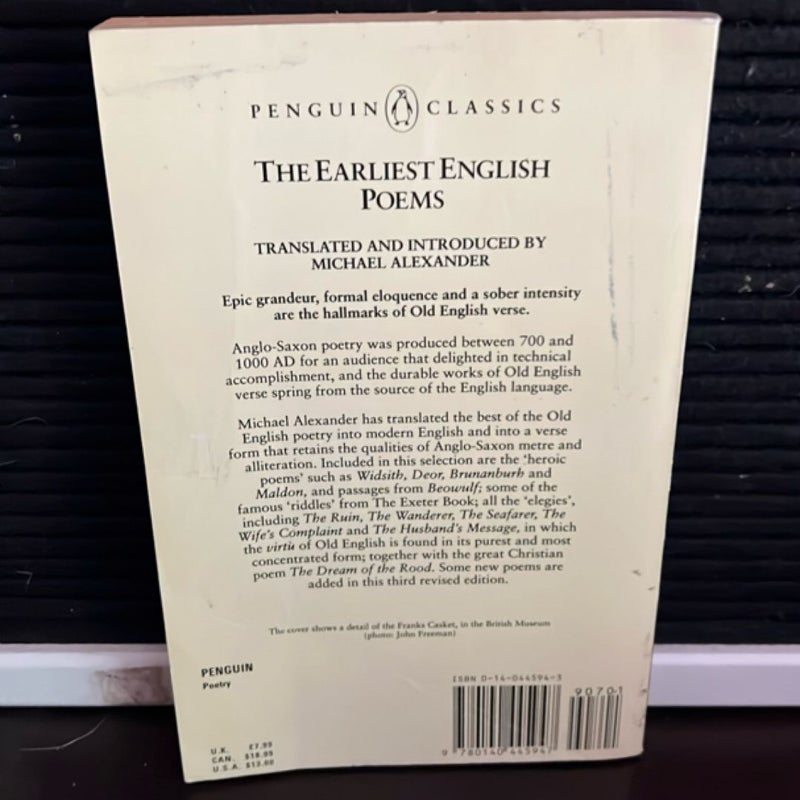 PENGUIN CLASSICS
THE EARLIEST ENGLISH
POEMS
TRANSLATED AND INTRODUCED BY
MICHAEL ALEXANDER
Epic grandeur, formal eloquence and a sober intensity
are the hallmarks of Old English verse.
Anglo-Saxon poetry was produced between 700 and
1000 AD for an audience that delighted in technical
accomplishment, and the durable works of Old English
verse spring from the source of the English language.
Michael Alexander has translated the best of the Old
English poetry into modern English and into a verse
form that retains the qualities of Anglo-Saxon metre and
alliteration. Included in this selection are the 'heroic
poems' such as Widsith, Deor, Brunanburh and
Maldon, and passages from Beowulf; some of the
famous 'riddles' from The Exeter Book; all the 'elegies',
including The Ruin, The Wanderer, The Seafarer, The
Wife's Complaint and The Husband's Message, in which
the virtù of Old English is found in its purest and most
concentrated form; together with the great Christian
poem The Dream of the Rood. Some new poems are
added in this third revised edition.
The cover shows a detail of the Franks Casket, in the British Museum
(photo: John Freeman)
PENGUIN
Poetry
U.K. £7.99
CAN. $18.99
U.S.A. $12.00
ISBN 0-14-044594-3
90701
9 780140 445947